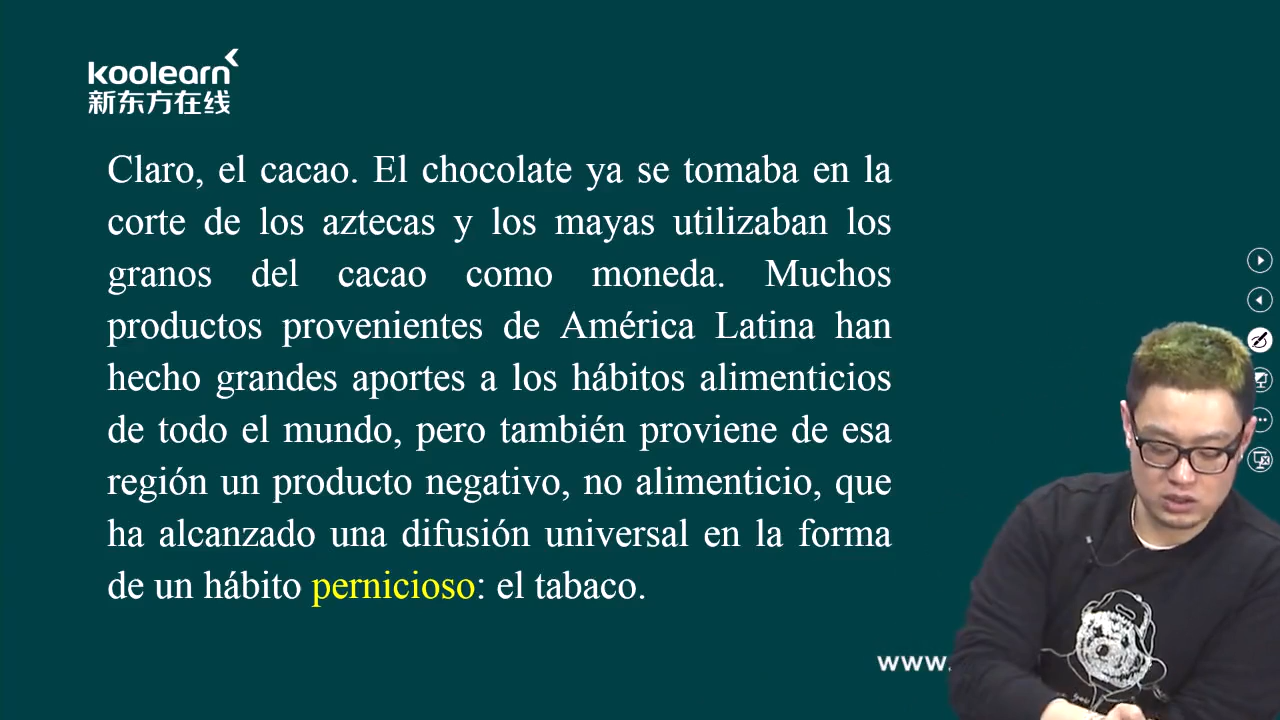 koolearn
新东方在线
Claro, el cacao. El chocolate ya se tomaba en la
corte de los aztecas y los mayas utilizaban los
granos del cacao como moneda. Muchos
productos provenientes de América Latina han
hecho grandes aportes a los hábitos alimenticios
de todo el mundo, pero también proviene de esa
región un producto negativo, no alimenticio, que
ha alcanzado una difusión universal en la forma
de un hábito pernicioso: el tabaco.
www.